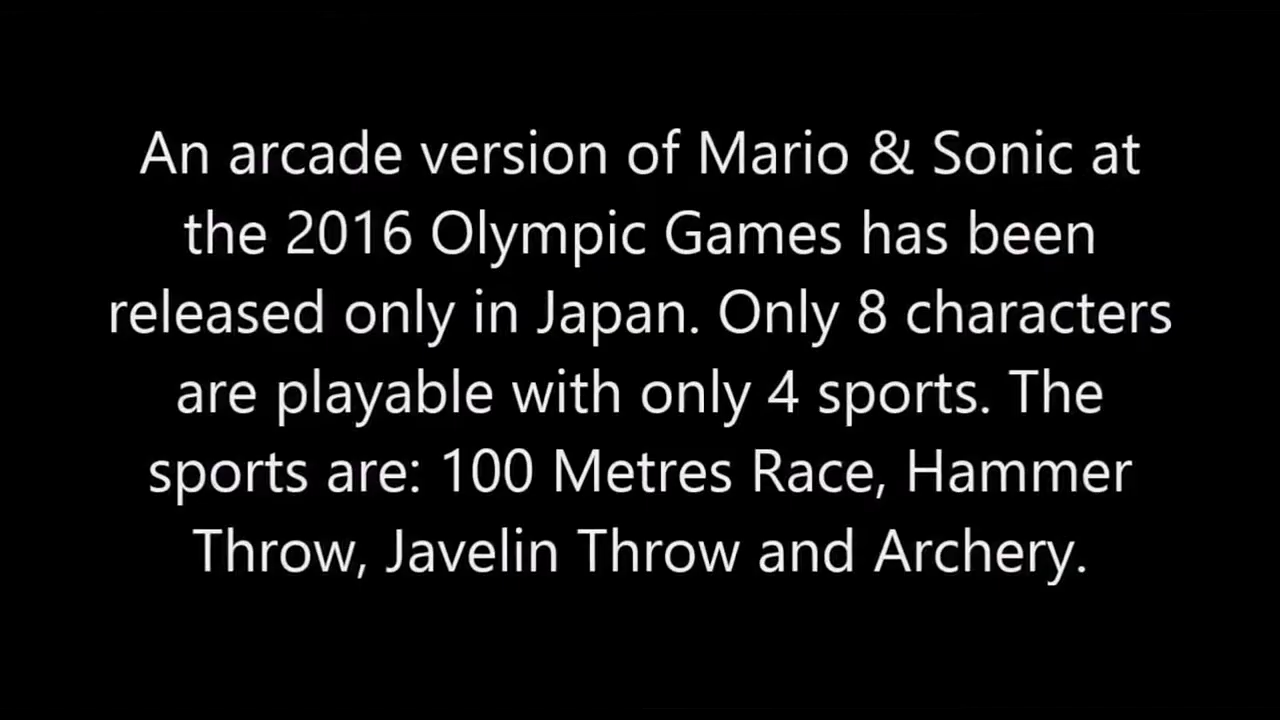 An arcade version of Mario & Sonic at
the 2016 Olympic Games has been
released only in Japan. Only 8 characters
are playable with only 4 sports. The
sports are: 100 Metres Race, Hammer
Throw, Javelin Throw and Archery.